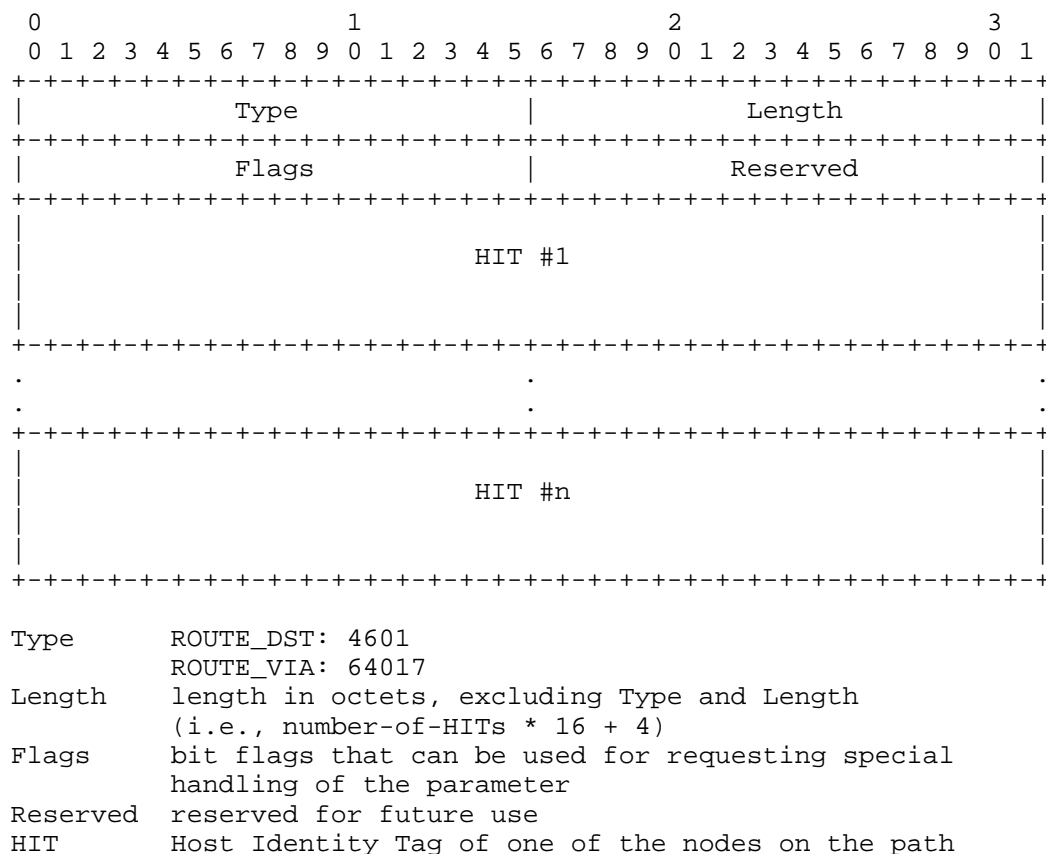 0                   1                   2                   3
 0 1 2 3 4 5 6 7 8 9 0 1 2 3 4 5 6 7 8 9 0 1 2 3 4 5 6 7 8 9 0 1
+-+-+-+-+-+-+-+-+-+-+-+-+-+-+-+-+-+-+-+-+-+-+-+-+-+-+-+-+-+-+-+-+
|             Type              |             Length            |
+-+-+-+-+-+-+-+-+-+-+-+-+-+-+-+-+-+-+-+-+-+-+-+-+-+-+-+-+-+-+-+-+
|             Flags             |            Reserved           |
+-+-+-+-+-+-+-+-+-+-+-+-+-+-+-+-+-+-+-+-+-+-+-+-+-+-+-+-+-+-+-+-+
|                                                               |
|                            HIT #1                             |
|                                                               |
|                                                               |
+-+-+-+-+-+-+-+-+-+-+-+-+-+-+-+-+-+-+-+-+-+-+-+-+-+-+-+-+-+-+-+-+
.                               .                               .
.                               .                               .
+-+-+-+-+-+-+-+-+-+-+-+-+-+-+-+-+-+-+-+-+-+-+-+-+-+-+-+-+-+-+-+-+
|                                                               |
|                            HIT #n                             |
|                                                               |
|                                                               |
+-+-+-+-+-+-+-+-+-+-+-+-+-+-+-+-+-+-+-+-+-+-+-+-+-+-+-+-+-+-+-+-+
Type      ROUTE_DST: 4601
          ROUTE_VIA: 64017
Length    length in octets, excluding Type and Length
          (i.e., number-of-HITs * 16 + 4)
Flags     bit flags that can be used for requesting special
          handling of the parameter
Reserved  reserved for future use
HIT       Host Identity Tag of one of the nodes on the path